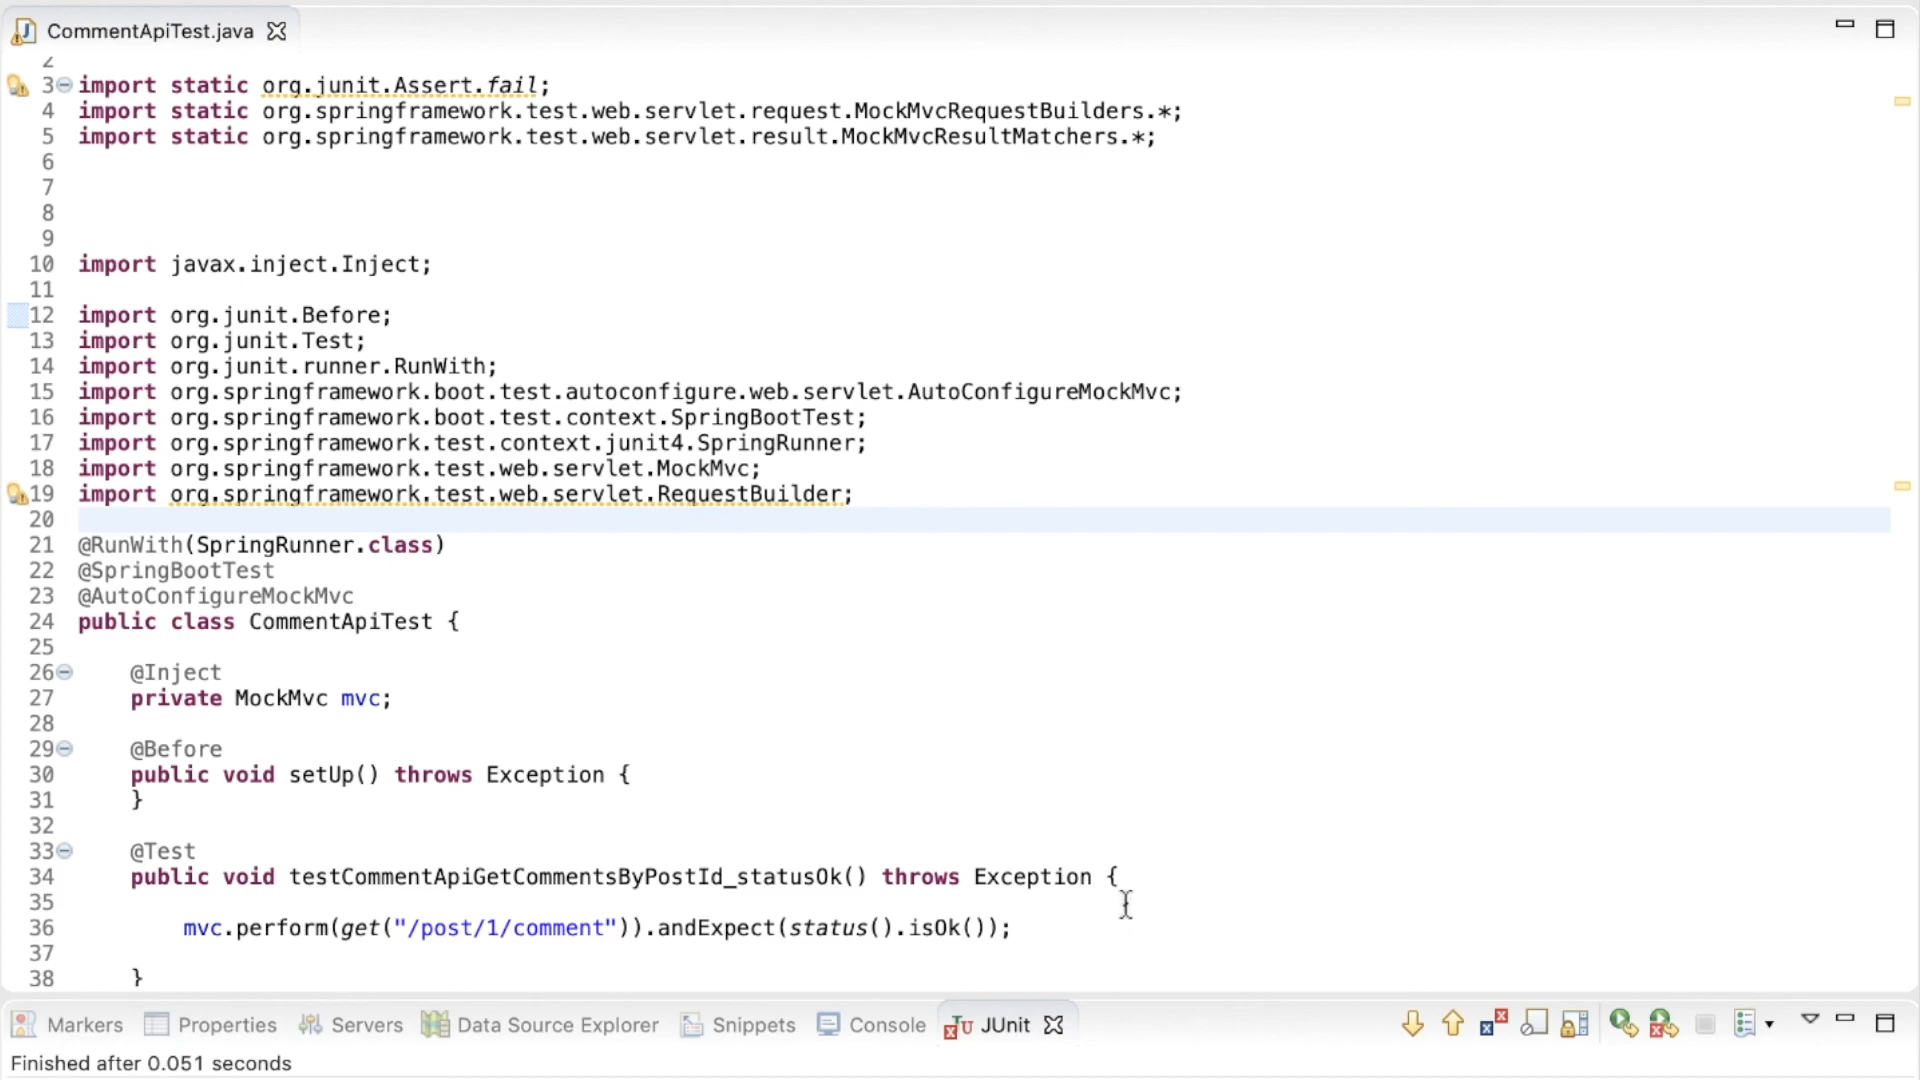 CommentApiTest.java
2
3 import static org.junit.Assert.fail;
4 import static org.springframework.test.web.servlet.request.MockMvcRequestBuilders.*;
5 import static org.springframework.test.web.servlet.result.MockMvcResultMatchers.*;
6
7
8
9
10 import javax.inject.Inject;
11
12 import org.junit.Before;
13 import org.junit.Test;
14 import org.junit.runner.RunWith;
15 import org.springframework.boot.test.autoconfigure.web.servlet.AutoConfigureMockMvc;
16 import org.springframework.boot.test.context.SpringBootTest;
17 import org.springframework.test.context.junit4.SpringRunner;
18 import org.springframework.test.web.servlet.MockMvc;
19 import org.springframework.test.web.servlet.RequestBuilder;
20
21 @RunWith(SpringRunner.class)
22 @SpringBootTest
23 @AutoConfigureMockMvc
24 public class CommentApiTest {
25
26 @Inject
27 private MockMvc mvc;
28
29 @Before
30 public void setUp() throws Exception {
31 }
32
33 @Test
34 public void testCommentApiGetCommentsByPostId_statusOk() throws Exception {
35
36 mvc.perform(get("/post/1/comment")).andExpect(status().isOk());
37
38 }
Markers Properties Servers Data Source Explorer Snippets Console JUnit
Finished after 0.051 seconds